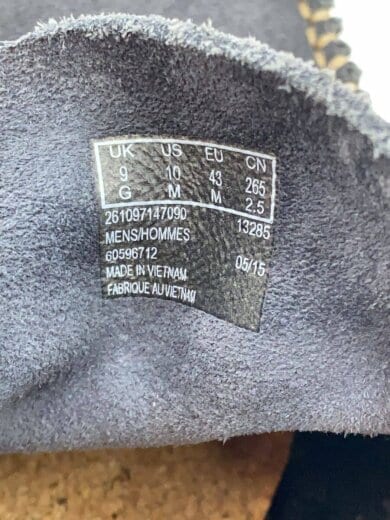 UK US EU CN
9 10 43 265
G M M 2.5
261097147090 13285
MENS/HOMMES
60596712 05/15
MADE IN VIETNAM
FABRIQUE AU VIETNAM